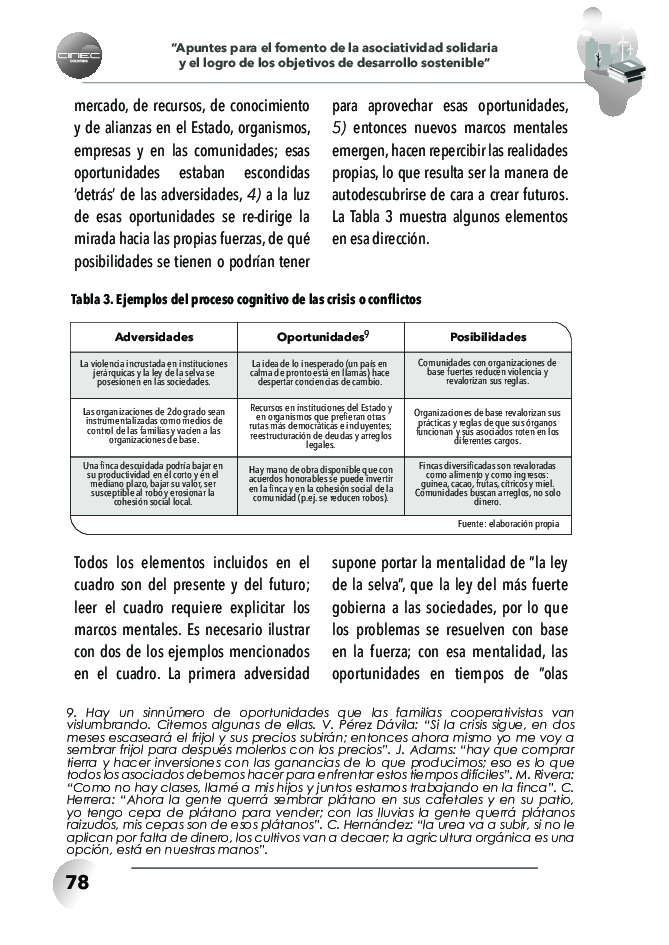 CINEC
"Apuntes para el fomento de la asociatividad solidaria
y el logro de los objetivos de desarrollo sostenible"
mercado, de recursos, de conocimiento
y de alianzas en el Estado, organismos,
empresas y en las comunidades; esas
oportunidades estaban escondidas
'detrás' de las adversidades, 4) a la luz
de esas oportunidades se re-dirige la
mirada hacia las propias fuerzas, de qué
posibilidades se tienen o podrían tener
para aprovechar esas oportunidades,
5) entonces nuevos marcos mentales
emergen, hacen repercibir las realidades
propias, lo que resulta ser la manera de
autodescubrirse de cara a crear futuros.
La Tabla 3 muestra algunos elementos
en esa dirección.
Tabla 3. Ejemplos del proceso cognitivo de las crisis o conflictos
Adversidades
Oportunidades9
Posibilidades
La violencia incrustada en instituciones
jerárquicas y la ley de la selva se
posesionen en las sociedades.
La idea de lo inesperado (un país en
calma de pronto está en llamas) hace
despertar conciencias de cambio.
Comunidades con organizaciones de
base fuertes reducen violencia y
revalorizan sus reglas.
Las organizaciones de 2do grado sean
instrumentalizadas como medios de
control de las familias y vacíen a las
organizaciones de base.
Recursos en instituciones del Estado y
en organismos que prefieran otras
rutas más democráticas e incluyentes;
reestructuración de deudas y arreglos
legales.
Organizaciones de base revalorizan sus
prácticas y reglas de que sus órganos
funcionan y sus asociados roten en los
diferentes cargos.
Una finca descuidada podría bajar en
su productividad en el corto y en el
mediano plazo, bajar su valor, ser
susceptible al robo y erosionar la
cohesión social local.
Hay mano de obra disponible que con
acuerdos honorables se puede invertir
en la finca y en la cohesión social de la
comunidad (p.ej. se reducen robos).
Fincas diversificadas son revaloradas
como alimento y como ingresos:
guinea, cacao, frutas, cítricos y miel.
Comunidades buscan arreglos, no solo
dinero.
Fuente: elaboración propia
Todos los elementos incluidos en el
cuadro son del presente y del futuro;
leer el cuadro requiere explicitar los
marcos mentales. Es necesario ilustrar
con dos de los ejemplos mencionados
en el cuadro. La primera adversidad
supone portar la mentalidad de "la ley
de la selva", que la ley del más fuerte
gobierna a las sociedades, por lo que
los problemas se resuelven con base
en la fuerza; con esa mentalidad, las
oportunidades en tiempos de "olas
9. Hay un sinnúmero de oportunidades que las familias cooperativistas van
vislumbrando. Citemos algunas de ellas. V. Pérez Dávila: "Si la crisis sigue, en dos
meses escaseará el frijol y sus precios subirán; entonces ahora mismo yo me voy a
sembrar frijol para después molerlos con los precios". J. Adams: "hay que comprar
tierra y hacer inversiones con las ganancias de lo que producimos; eso es lo que
todos los asociados debemos hacer para enfrentar estos tiempos difíciles". M. Rivera:
"Como no hay clases, llamé a mis hijos y juntos estamos trabajando en la finca". C.
Herrera: "Ahora la gente querrá sembrar plátano en sus cafetales y en su patio,
yo tengo cepa de plátano para vender; con las lluvias la gente querrá plátanos
raizudos, mis cepas son de esos plátanos". C. Hernández: "la urea va a subir, si no le
aplican por falta de dinero, los cultivos van a decaer; la agricultura orgánica es una
opción, está en nuestras manos".
78